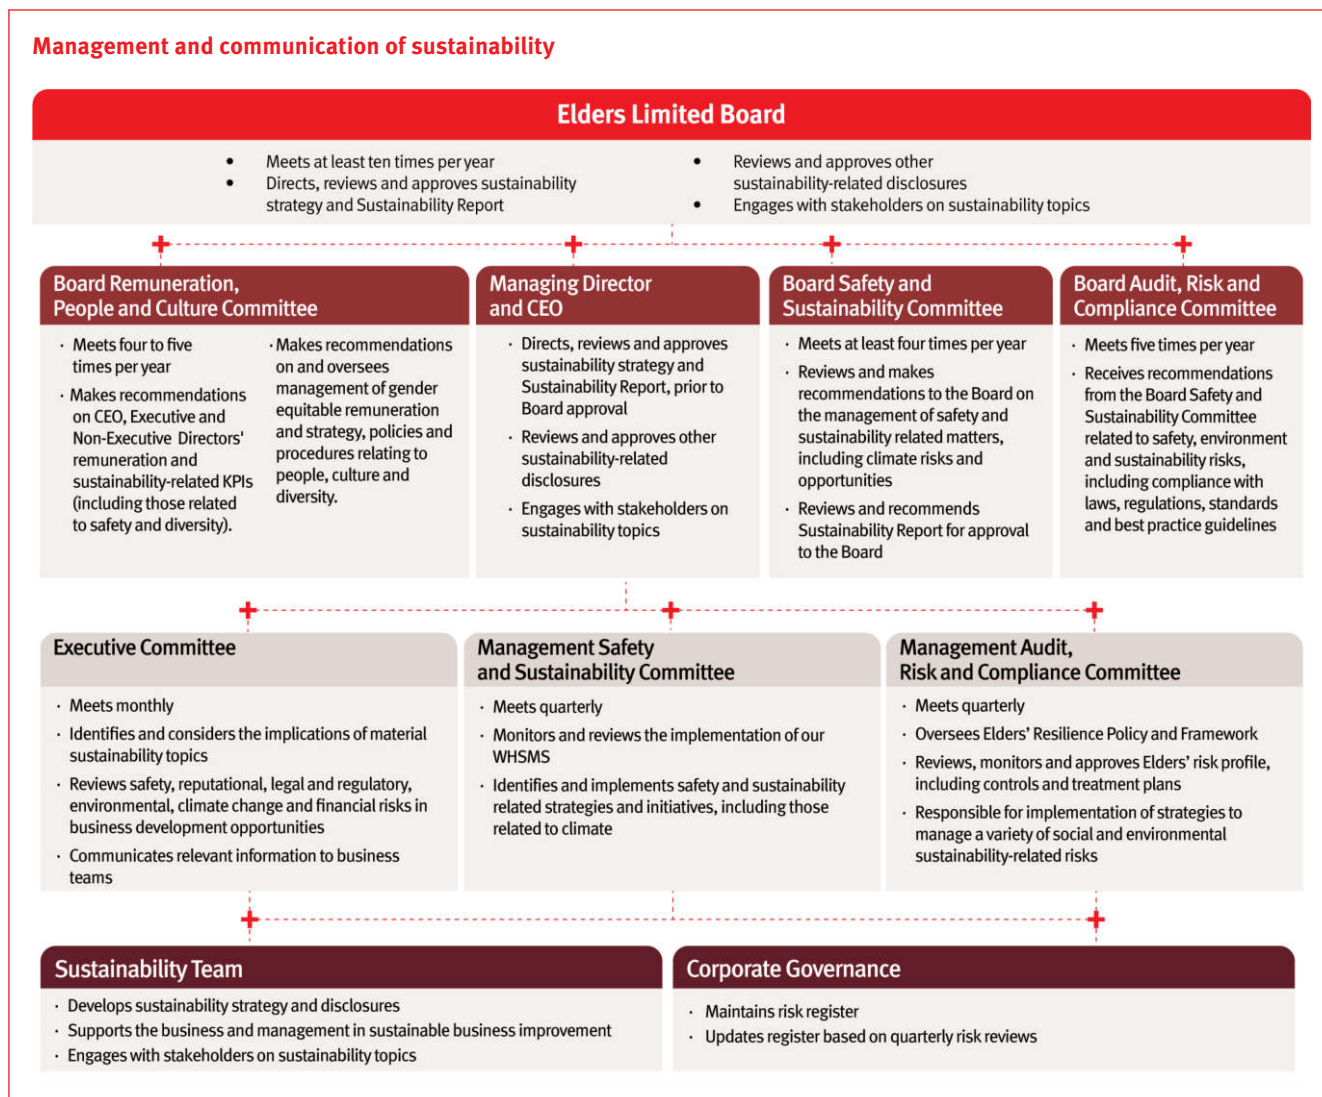 Management and communication of sustainability
Elders Limited Board
• Meets at least ten times per year
• Directs, reviews and approves sustainability
strategy and Sustainability Report
• Reviews and approves other
sustainability-related disclosures
• Engages with stakeholders on sustainability topics
Board Remuneration,
People and Culture Committee
· Meets four to five
times per year
· Makes recommendations
on CEO, Executive and
Non-Executive Directors'
remuneration and
sustainability-related KPIs
(including those related
to safety and diversity).
· Makes recommendations
on and oversees
management of gender
equitable remuneration
and strategy, policies and
procedures relating to
people, culture and
diversity.
Managing Director
and CEO
· Directs, reviews and approves
sustainability strategy and
Sustainability Report, prior to
Board approval
· Reviews and approves other
sustainability-related
disclosures
· Engages with stakeholders on
sustainability topics
Board Safety and
Sustainability Committee
· Meets at least four times per year
· Reviews and makes
recommendations to the Board on
the management of safety and
sustainability related matters,
including climate risks and
opportunities
· Reviews and recommends
Sustainability Report for approval
to the Board
Board Audit, Risk and
Compliance Committee
· Meets five times per year
· Receives recommendations
from the Board Safety and
Sustainability Committee
related to safety, environment
and sustainability risks,
including compliance with
laws, regulations, standards
and best practice guidelines
Executive Committee
· Meets monthly
· Identifies and considers the implications of material
sustainability topics
· Reviews safety, reputational, legal and regulatory,
environmental, climate change and financial risks in
business development opportunities
· Communicates relevant information to business
teams
Management Safety
and Sustainability Committee
· Meets quarterly
· Monitors and reviews the implementation of our
WHSMS
· Identifies and implements safety and sustainability
related strategies and initiatives, including those
related to climate
Management Audit,
Risk and Compliance Committee
· Meets quarterly
· Oversees Elders' Resilience Policy and Framework
· Reviews, monitors and approves Elders' risk profile,
including controls and treatment plans
· Responsible for implementation of strategies to
manage a variety of social and environmental
sustainability-related risks
Sustainability Team
· Develops sustainability strategy and disclosures
· Supports the business and management in sustainable business improvement
· Engages with stakeholders on sustainability topics
Corporate Governance
· Maintains risk register
· Updates register based on quarterly risk reviews